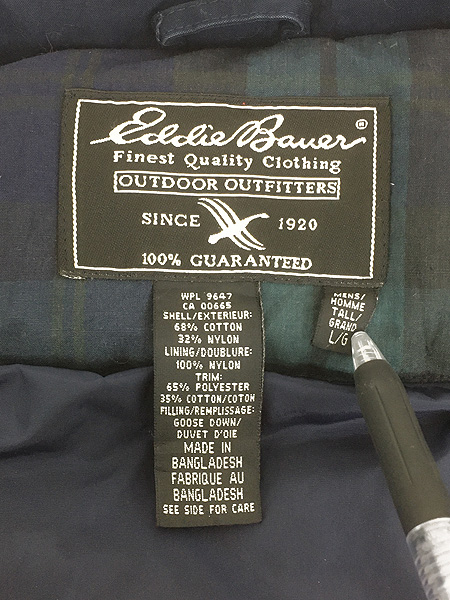 Eddie Bauer®
Finest Quality Clothing
OUTDOOR OUTFITTERS
SINCE 1920
100% GUARANTEED
WPL 9647
CA 00665
SHELL/EXTERIEUR:
68% COTTON
32% NYLON
LINING/DOUBLURE:
100% NYLON
TRIM:
65% POLYESTER
35% COTTON/COTON
FILLING/REMPLISSAGE:
GOOSE DOWN/
DUVET D'OIE
MADE IN
BANGLADESH
FABRIQUE AU
BANGLADESH
SEE SIDE FOR CARE
MENS/
HOMME
TALL/
GRAND
L/G